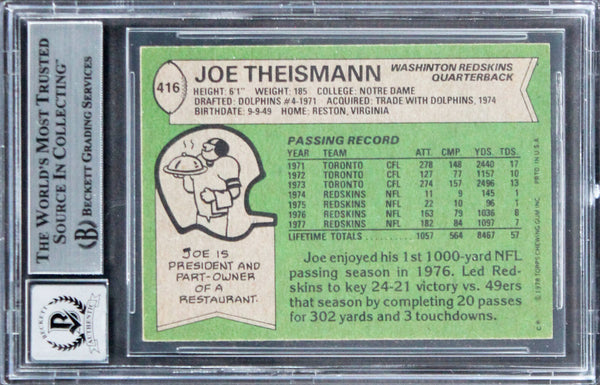 THE WORLD'S MOST TRUSTED
SOURCE IN COLLECTING™
BECKETT GRADING SERVICES
BECKETT
AUTHENTIC
416
JOE THEISMANN
WASHINTON REDSKINS
QUARTERBACK
HEIGHT: 6'1" WEIGHT: 185 COLLEGE: NOTRE DAME
DRAFTED: DOLPHINS #4-1971 ACQUIRED: TRADE WITH DOLPHINS, 1974
BIRTHDATE: 9-9-49 HOME: RESTON, VIRGINIA
PASSING RECORD
YEAR TEAM ATT. CMP. YDS. TDS.
1971 TORONTO CFL 278 148 2440 17
1972 TORONTO CFL 127 77 1157 10
1973 TORONTO CFL 274 157 2496 13
1974 REDSKINS NFL 11 9 145 1
1975 REDSKINS NFL 22 10 96 1
1976 REDSKINS NFL 163 79 1036 8
1977 REDSKINS NFL 182 84 1097 7
LIFETIME TOTALS 1057 564 8467 57
Joe enjoyed his 1st 1000-yard NFL
passing season in 1976. Led Red-
skins to key 24-21 victory vs. 49ers
that season by completing 20 passes
for 302 yards and 3 touchdowns.
JOE IS
PRESIDENT AND
PART-OWNER
OF A
RESTAURANT.
© 1978 TOPPS CHEWING GUM, INC. PRTD. IN U.S.A.